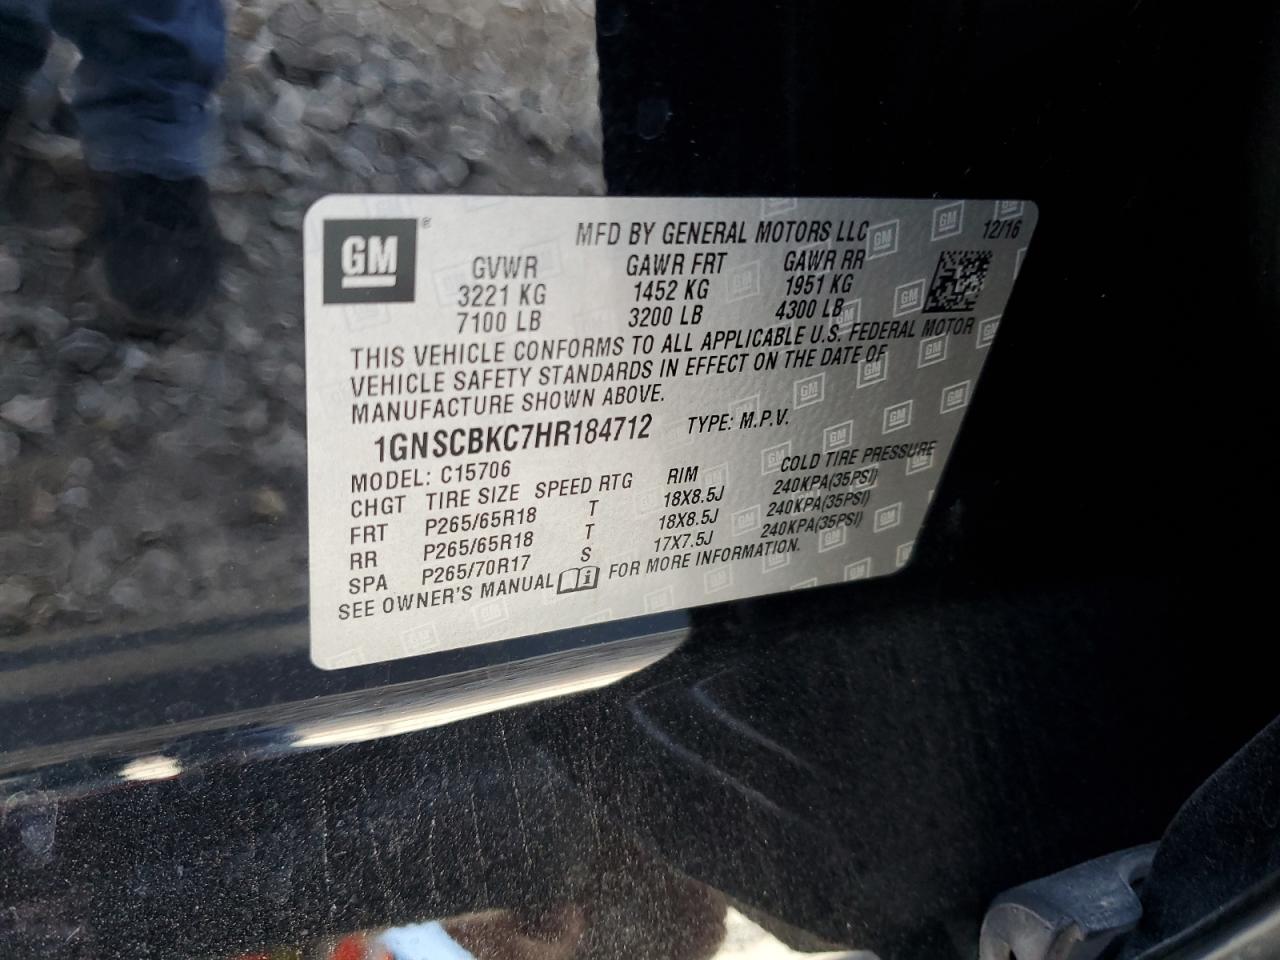 GM ®
MFD BY GENERAL MOTORS LLC 12/16
GVWR GAWR FRT GAWR RR
3221 KG 1452 KG 1951 KG
7100 LB 3200 LB 4300 LB
THIS VEHICLE CONFORMS TO ALL APPLICABLE U.S. FEDERAL MOTOR
VEHICLE SAFETY STANDARDS IN EFFECT ON THE DATE OF
MANUFACTURE SHOWN ABOVE.
1GNSCBKC7HR184712 TYPE: M.P.V.
MODEL: C15706
CHGT TIRE SIZE SPEED RTG RIM COLD TIRE PRESSURE
FRT P265/65R18 T 18X8.5J 240KPA(35PSI)
RR P265/65R18 T 18X8.5J 240KPA(35PSI)
SPA P265/70R17 S 17X7.5J 240KPA(35PSI)
SEE OWNER'S MANUAL i FOR MORE INFORMATION.